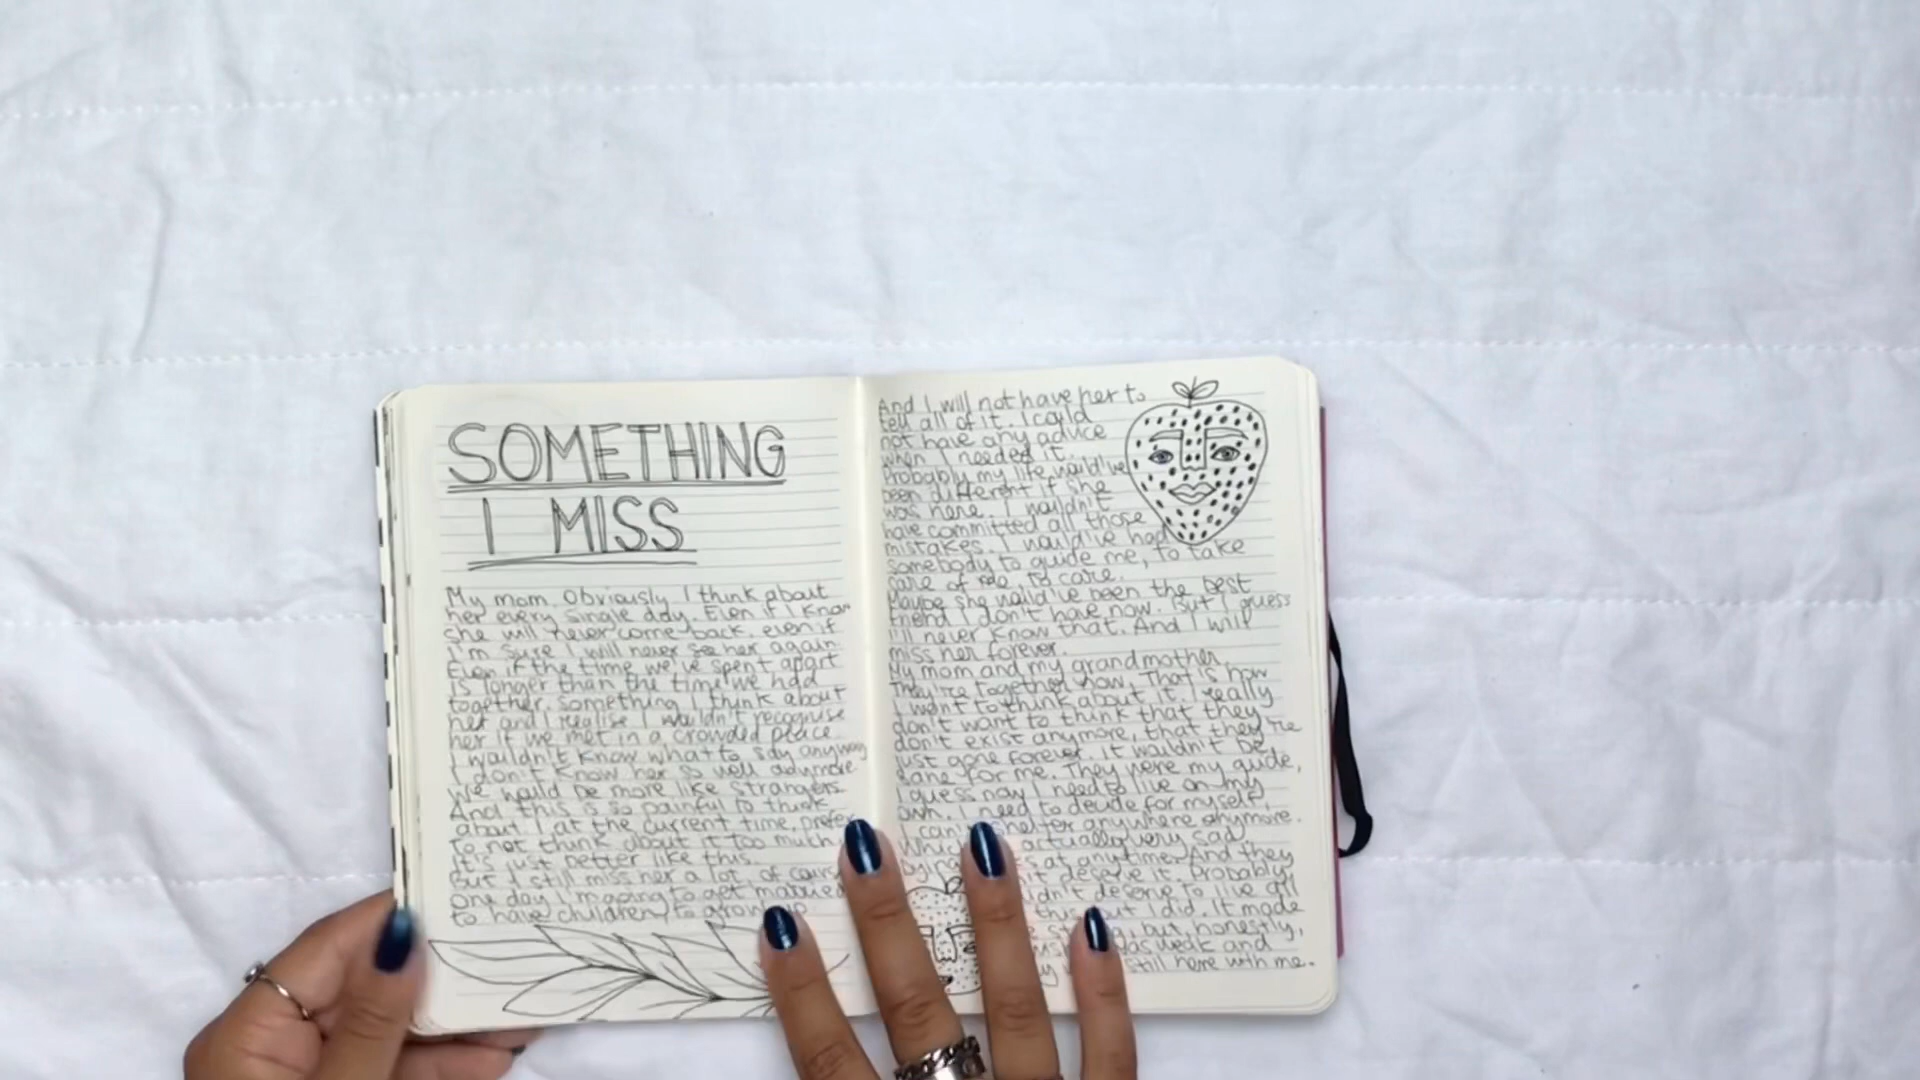 SOMETHING
I MISS
My mom. Obviously. I think about
her every single day. Even if I know
she will never come back, even if
I'm sure I will never see her again.
Even if the time we've spent apart
is longer than the time we had
together. Something I think about
her and I realise I wouldn't recognise
her if we met in a crowded place
I wouldn't know what to say anyway
I don't know her so well anymore
We would be more like strangers.
And this is so painful to think
about I at the current time, prefer
to not think about it too much
It's just better like this.
But I still miss her a lot of course
one day I'm going to get married
to have children, to grow up
And I will not have her to
tell all of it. I could
not have any advice
when I needed it.
Probably my life would've
been different if she
was here. I wouldn't
have committed all those
mistakes. I would've had
somebody to guide me, to take
care of me, to care.
Maybe she would've been the best
friend I don't have now. But I guess
I'll never know that. And I will
miss her forever.
My mom and my grandmother.
They're together now. That is how
I want to think about it. I really
don't want to think that they
don't exist anymore, that they're
just gone forever. It wouldn't be
for me. They were my guide,
I guess now I need to live on my
own. I need to decide for myself.
I can shelter anywhere anymore.
actually very sad
at anytime. And they
deserve it. Probably
deserve to live all
this but I did. It made
but, honestly,
was weak and
still here with me.